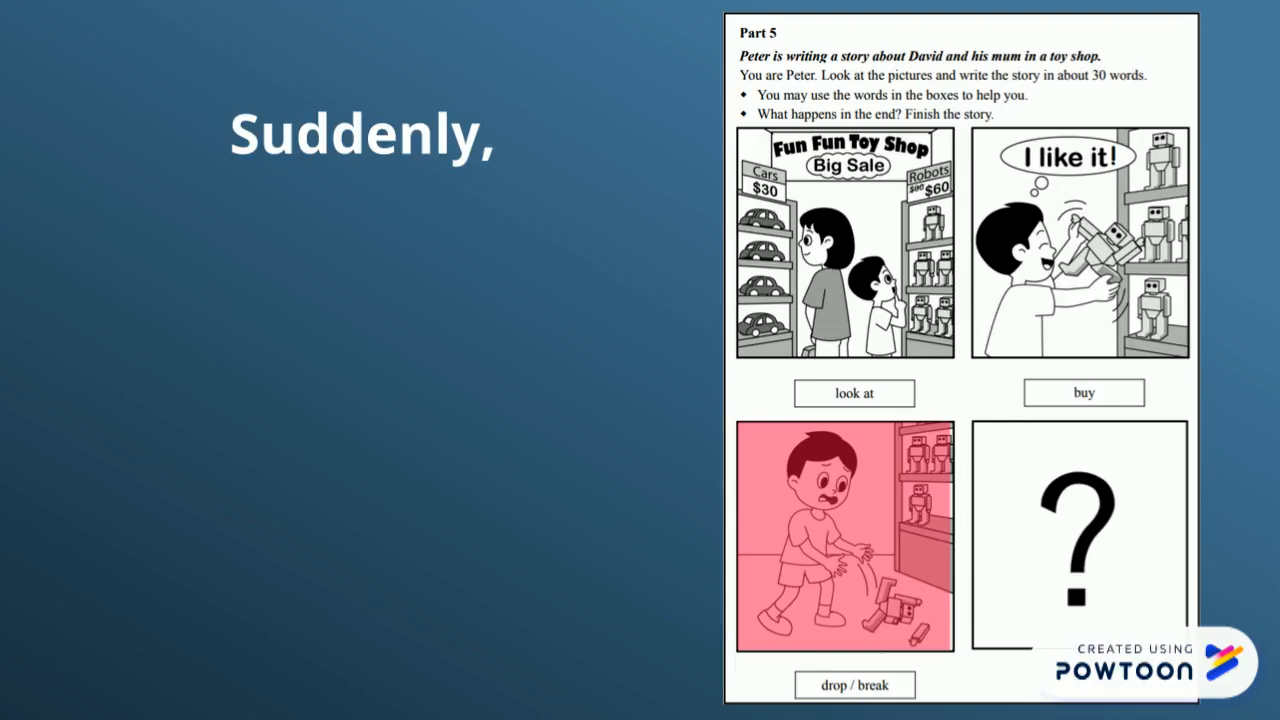 Suddenly,
Part 5
Peter is writing a story about David and his mum in a toy shop.
You are Peter. Look at the pictures and write the story in about 30 words.
◆ You may use the words in the boxes to help you.
◆ What happens in the end? Finish the story.
Fun Fun Toy Shop
Big Sale
Cars
$30
Robots
$90 $60
I like it!
look at
buy
?
drop / break
CREATED USING
POWTOON